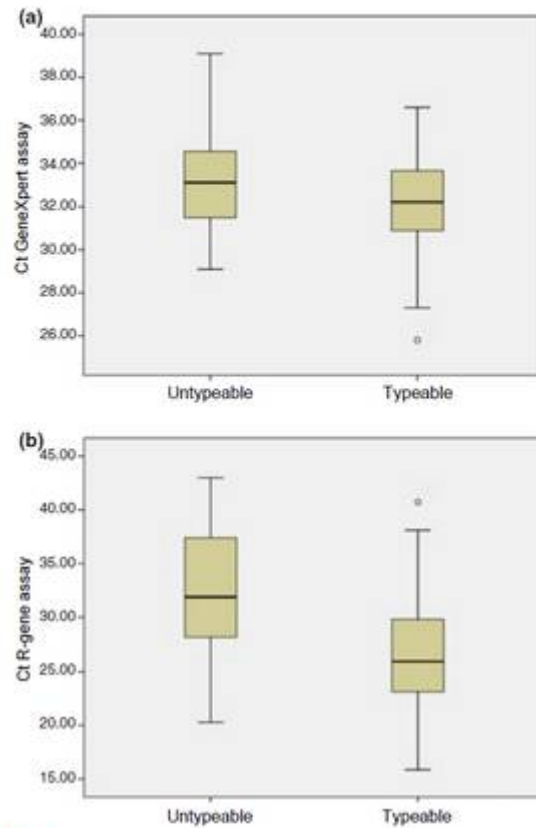 (a)
40.00
38.00
36.00
34.00
32.00
30.00
28.00
26.00
Ct GeneXpert assay
Untypeable Typeable
(b)
45.00
40.00
35.00
30.00
25.00
20.00
15.00
Ct R-gene assay
Untypeable Typeable